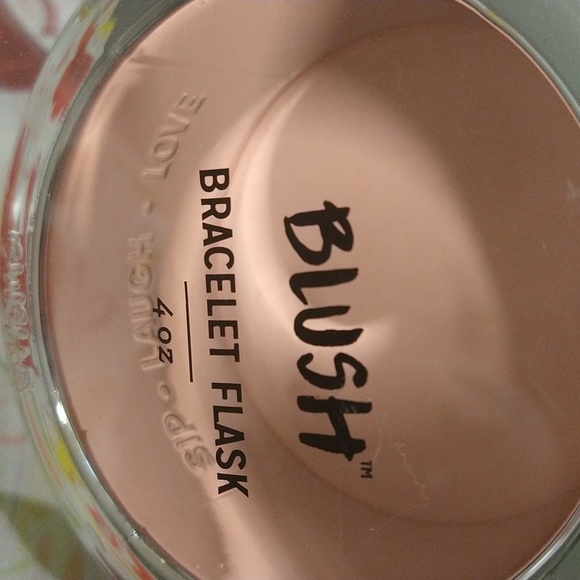 BLUSH™
BRACELET FLASK
4 oz
SIP • LAUGH • LOVE